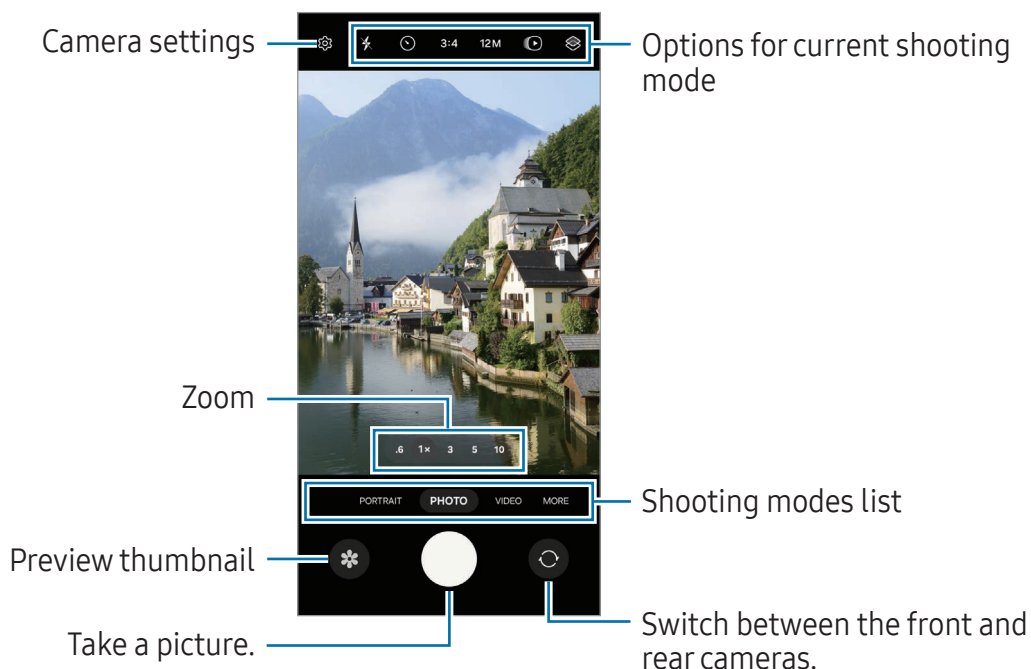 Camera settings
3:4
12M
Options for current shooting
mode
Zoom
.6 1× 3 5 10
PORTRAIT PHOTO VIDEO MORE
Shooting modes list
Preview thumbnail
Take a picture.
Switch between the front and
rear cameras.